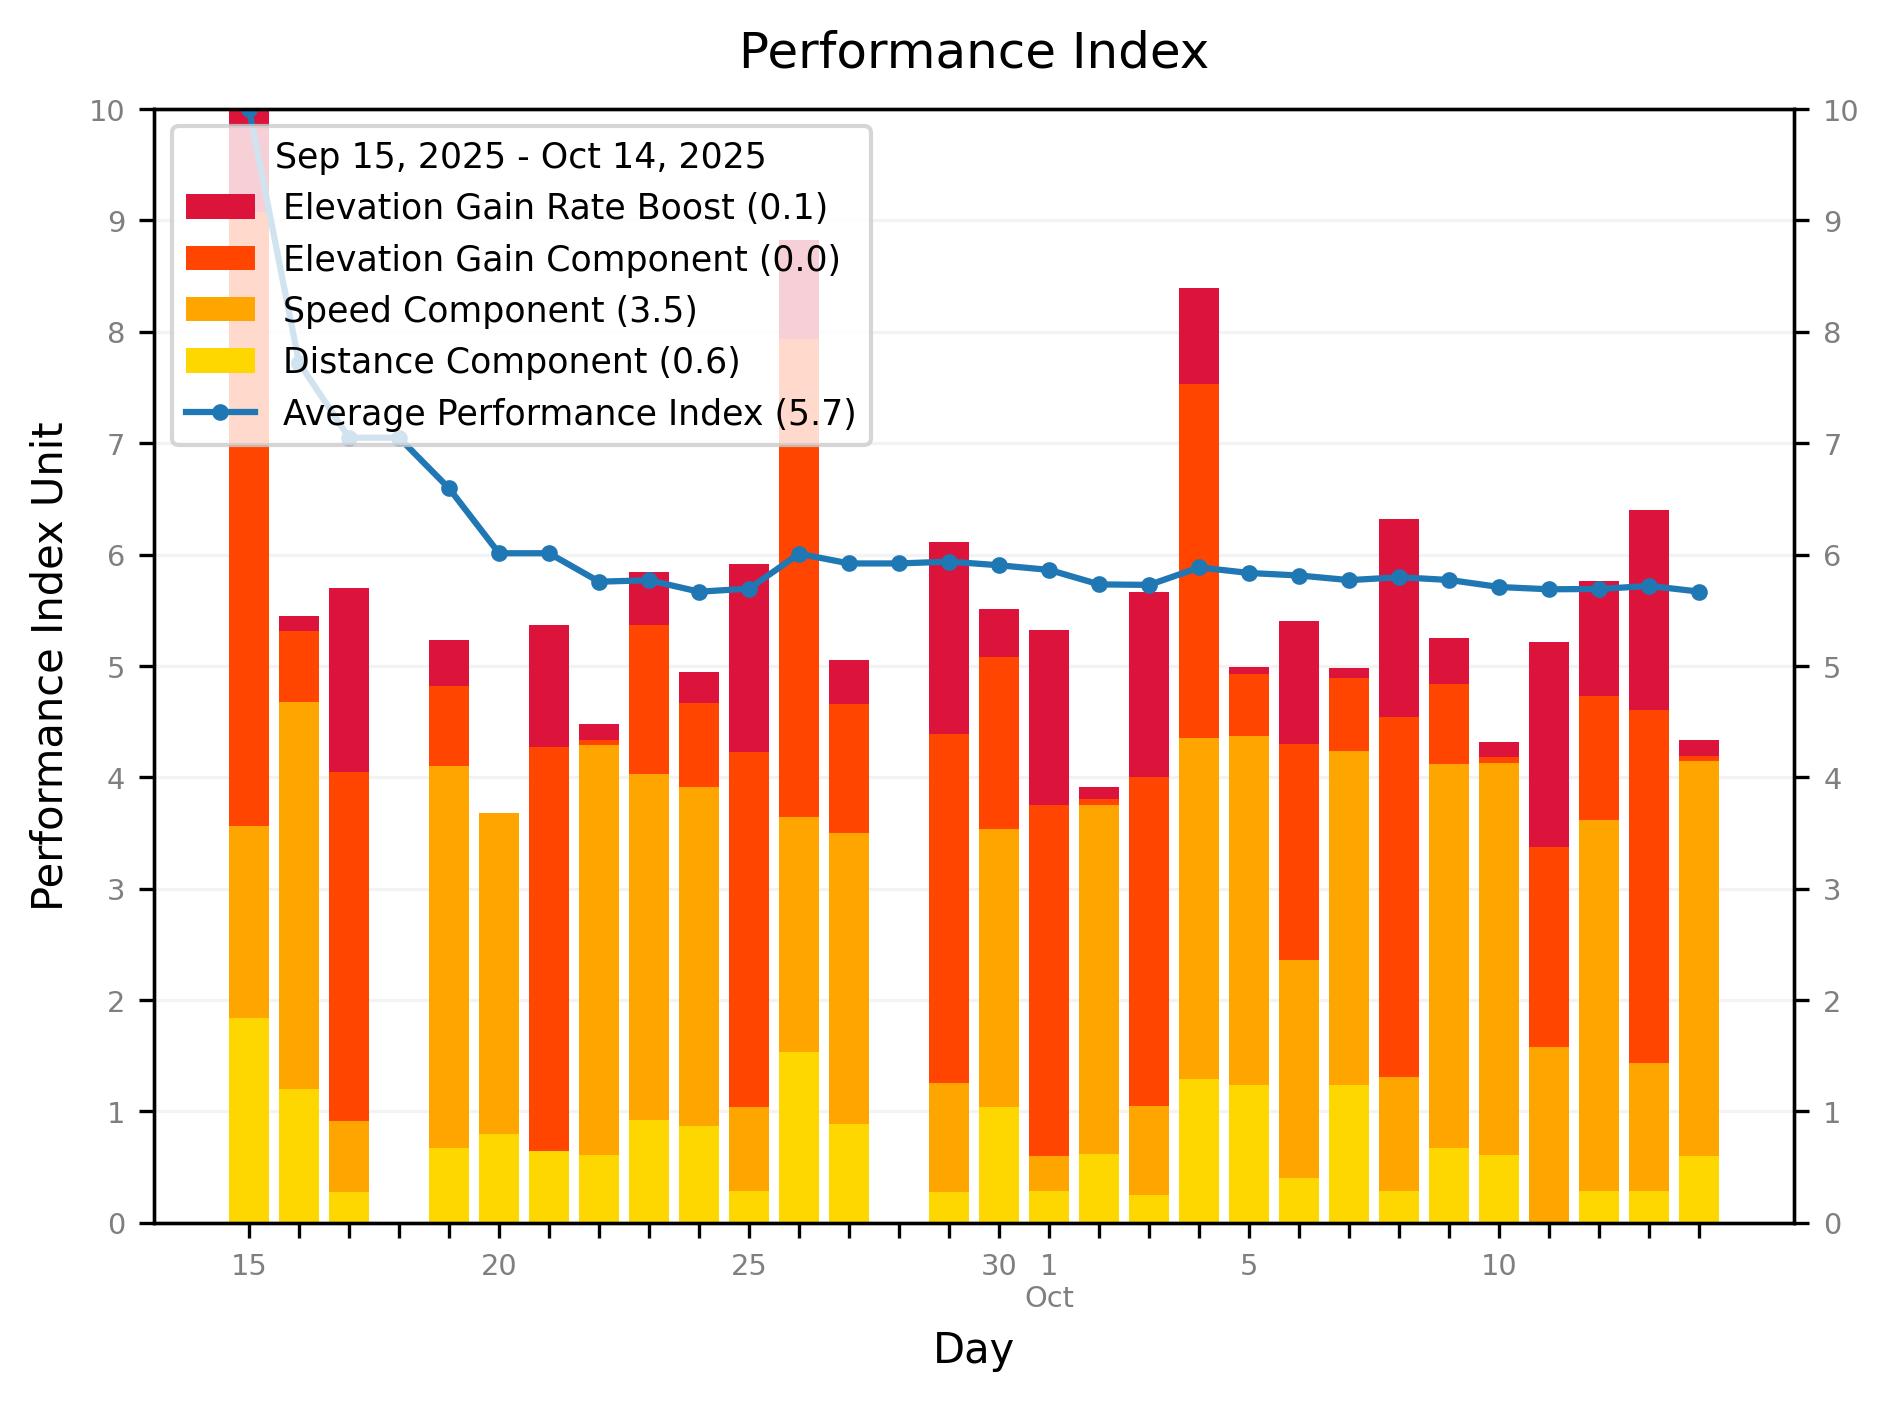 Performance Index
10
9
8
7
6
5
4
3
2
1
0
Performance Index Unit
Sep 15, 2025 - Oct 14, 2025
Elevation Gain Rate Boost (0.1)
Elevation Gain Component (0.0)
Speed Component (3.5)
Distance Component (0.6)
Average Performance Index (5.7)
10
9
8
7
6
5
4
3
2
1
0
15 20 25 30 1 5 10
Oct
Day